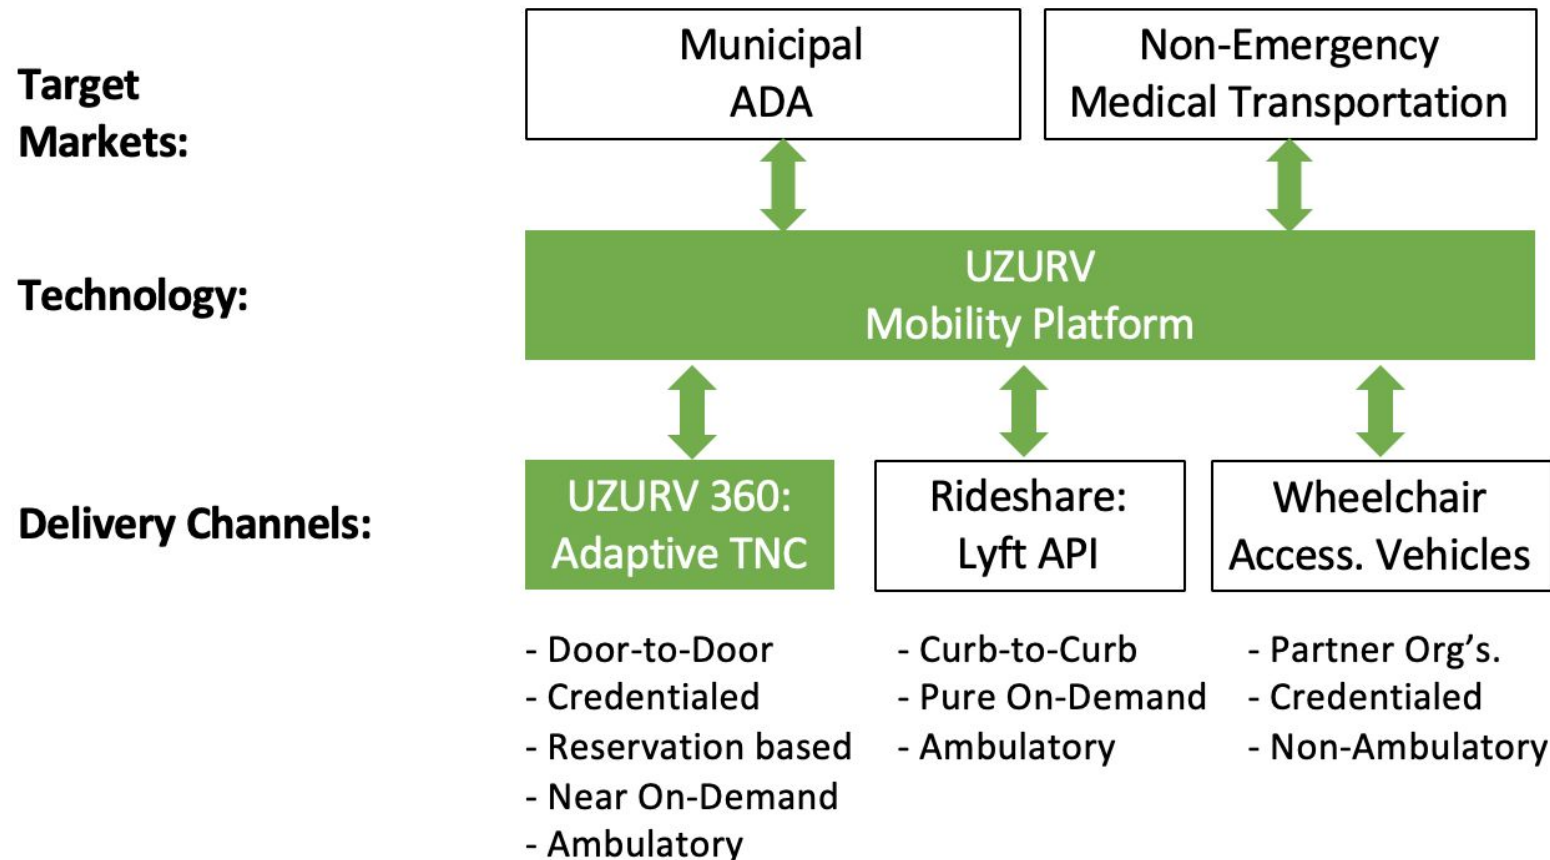 Target
Markets:
Municipal
ADA
Non-Emergency
Medical Transportation
Technology:
UZURV
Mobility Platform
Delivery Channels:
UZURV 360:
Adaptive TNC
Rideshare:
Lyft API
Wheelchair
Access. Vehicles
- Door-to-Door
- Credentialed
- Reservation based
- Near On-Demand
- Ambulatory
- Curb-to-Curb
- Pure On-Demand
- Ambulatory
- Partner Org’s.
- Credentialed
- Non-Ambulatory